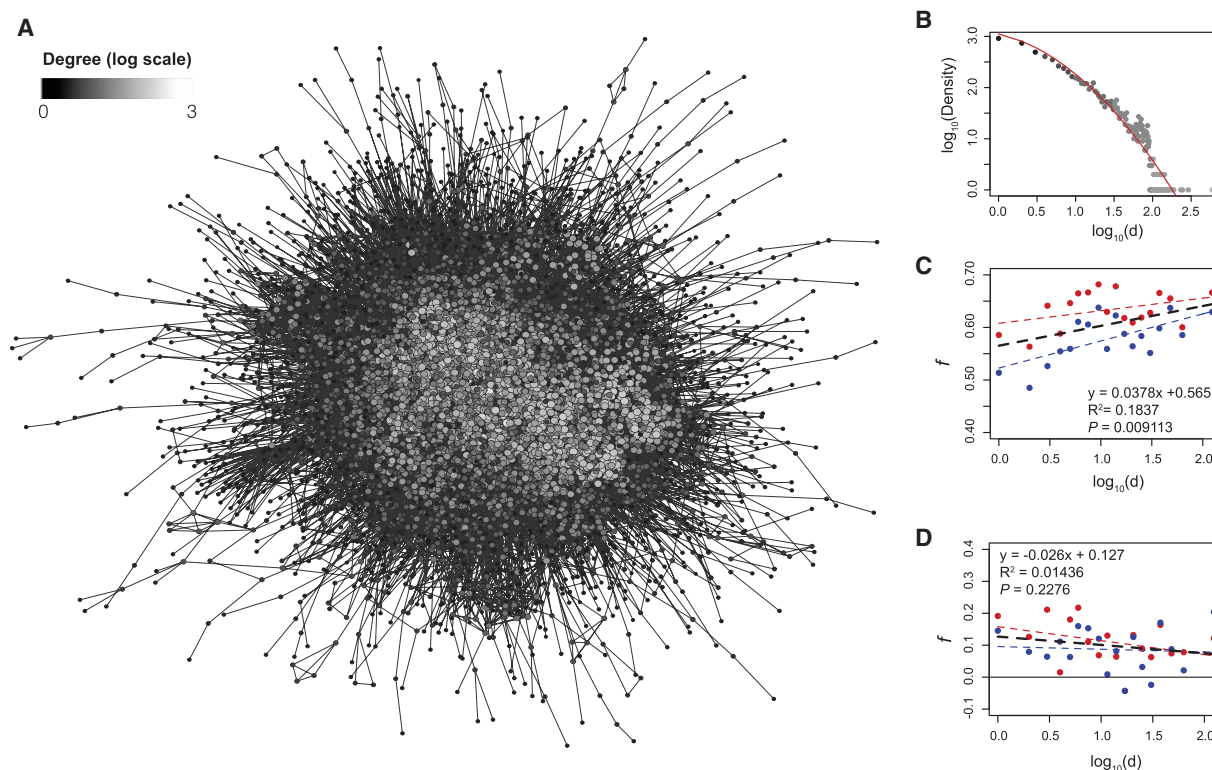 A
Degree (log scale)
0 3
B
log10(Density)
3.0
2.0
1.0
0.0
0.0 0.5 1.0 1.5 2.0 2.5
log10(d)
C
f
0.70
0.60
0.50
0.40
y = 0.0378x +0.565
R²= 0.1837
P = 0.009113
0.0 0.5 1.0 1.5 2.0
log10(d)
D
f
0.4
0.3
0.2
0.1
0.0
-0.1
y = -0.026x + 0.127
R² = 0.01436
P = 0.2276
0.0 0.5 1.0 1.5 2.0
log10(d)